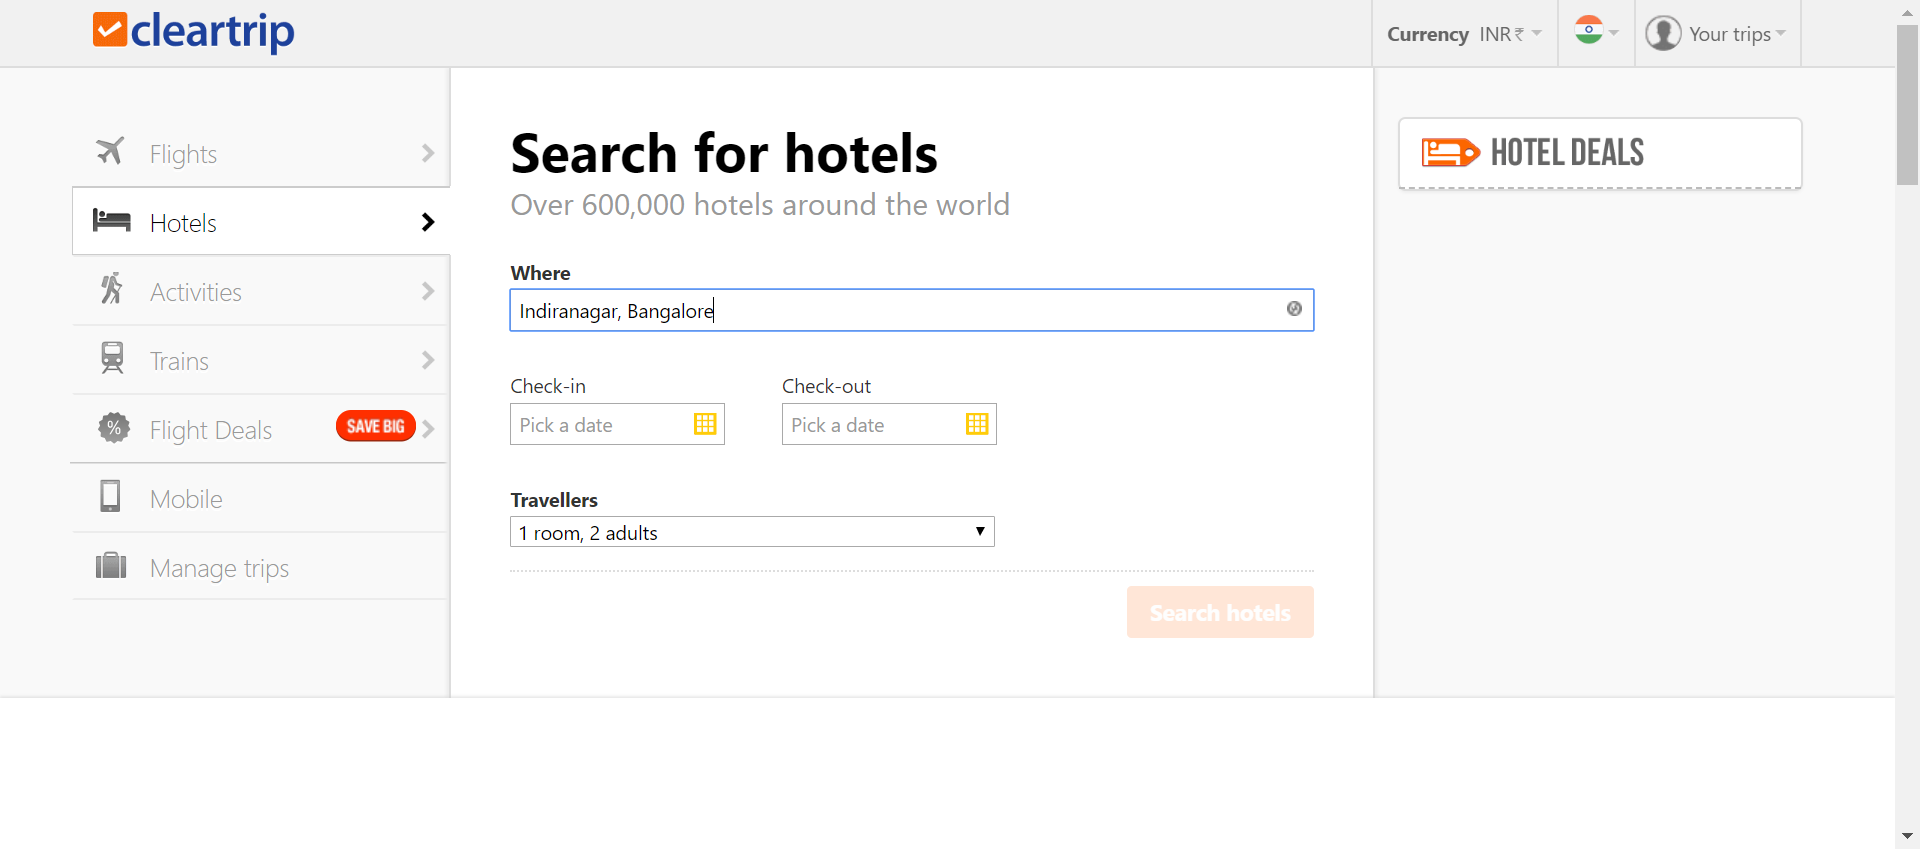 cleartrip
Currency INR ₹
Your trips
Flights
Hotels
Activities
Trains
Flight Deals SAVE BIG
Mobile
Manage trips
Search for hotels
Over 600,000 hotels around the world
Where
Indiranagar, Bangalore
Check-in Check-out
Pick a date Pick a date
Travellers
1 room, 2 adults
Search hotels
HOTEL DEALS